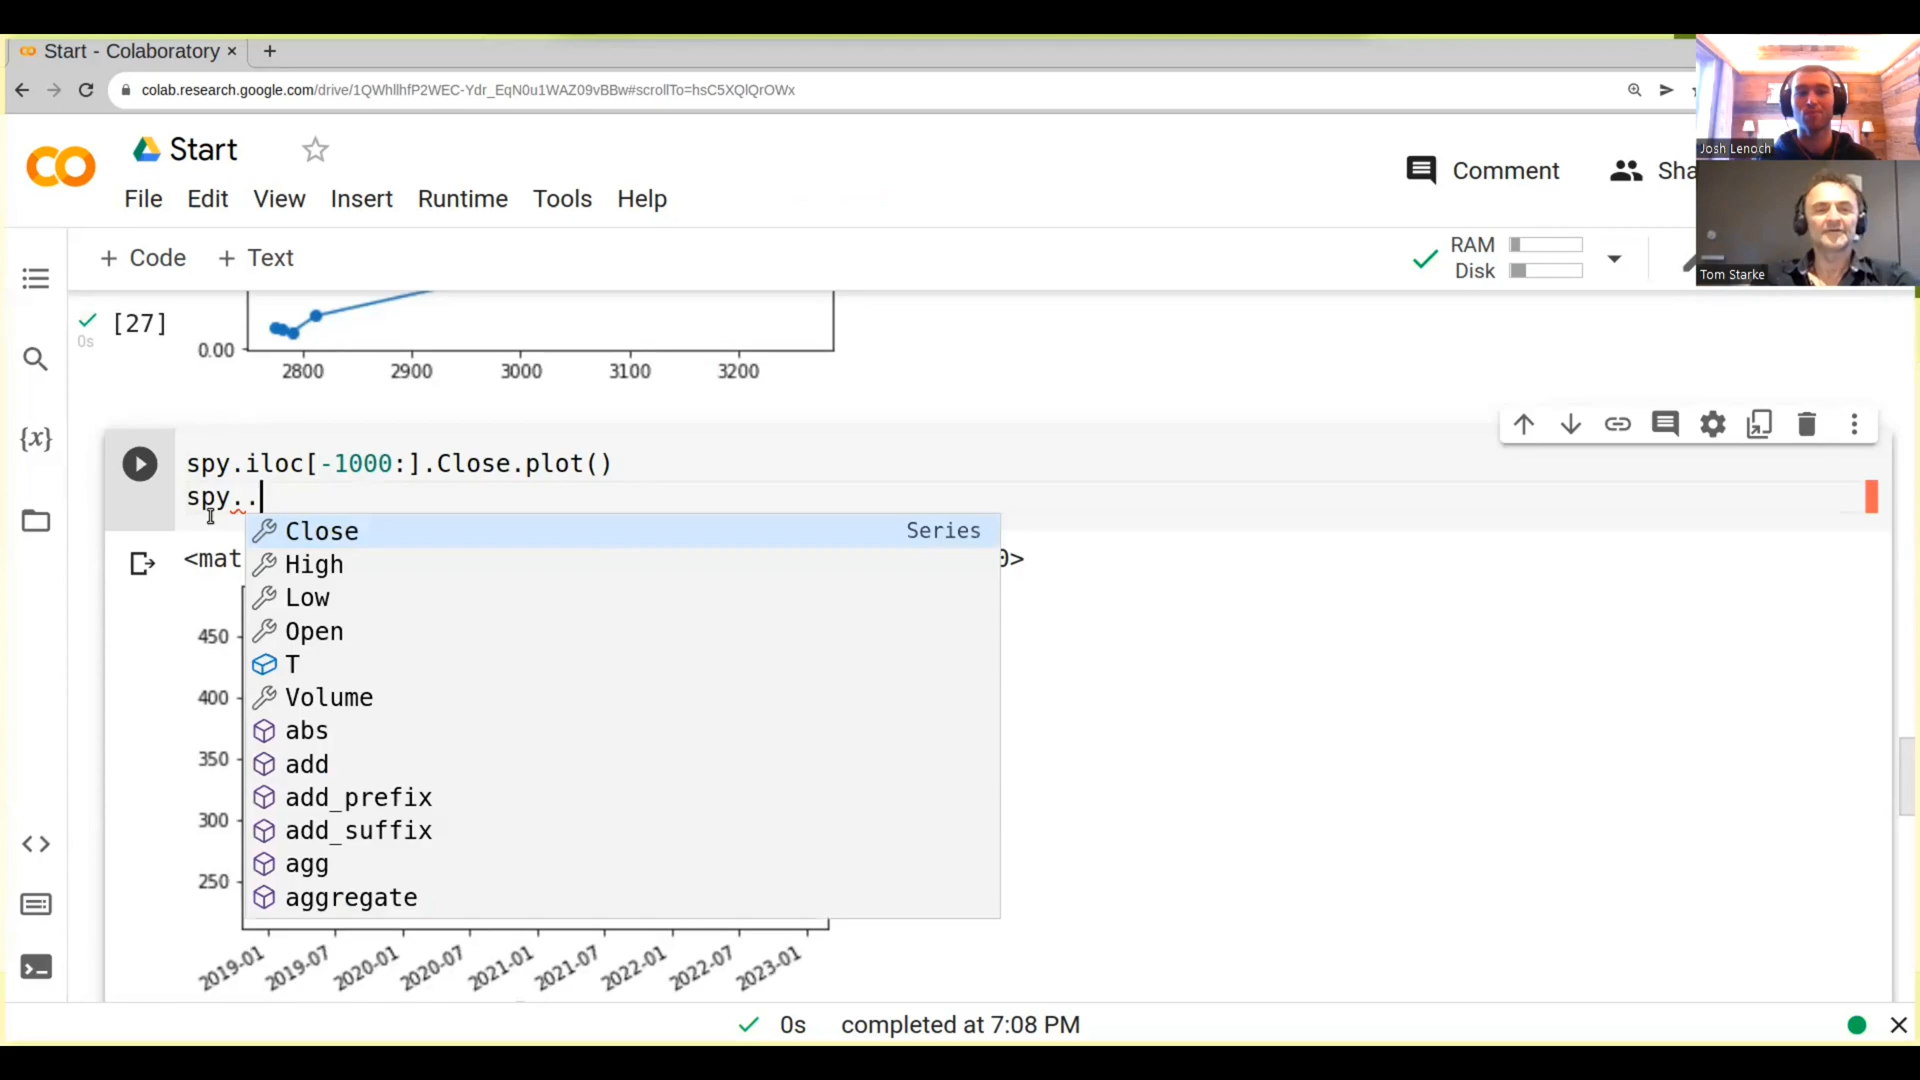 Start - Colaboratory × +
colab.research.google.com/drive/1QWhllhfP2WEC-Ydr_EqN0u1WAZ09vBBw#scrollTo=hsC5XQlQrOWx
Start
File Edit View Insert Runtime Tools Help
Comment
Sha
+ Code + Text
RAM
Disk
Josh Lenoch
Tom Starke
[27]
0s
0.00
2800 2900 3000 3100 3200
{x}
spy.iloc[-1000:].Close.plot()
spy..
Close Series
<mat
0>
High
Low
Open
T
Volume
abs
add
add_prefix
add_suffix
agg
aggregate
450
400
350
300
250
2019-01 2019-07 2020-01 2020-07 2021-01 2021-07 2022-01 2022-07 2023-01
0s completed at 7:08 PM